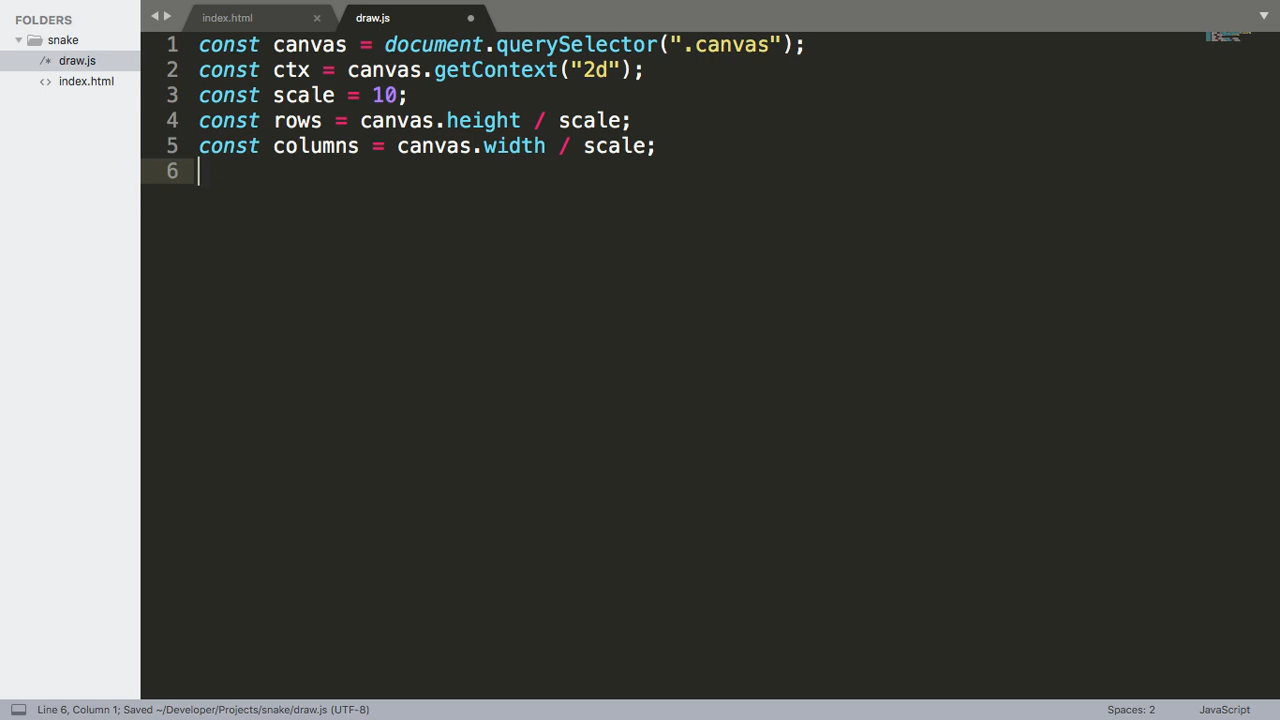 FOLDERS
snake
/* draw.js
<> index.html
index.html ×
draw.js
1 const canvas = document.querySelector(".canvas");
2 const ctx = canvas.getContext("2d");
3 const scale = 10;
4 const rows = canvas.height / scale;
5 const columns = canvas.width / scale;
6
Line 6, Column 1; Saved ~/Developer/Projects/snake/draw.js (UTF-8)
Spaces: 2
JavaScript